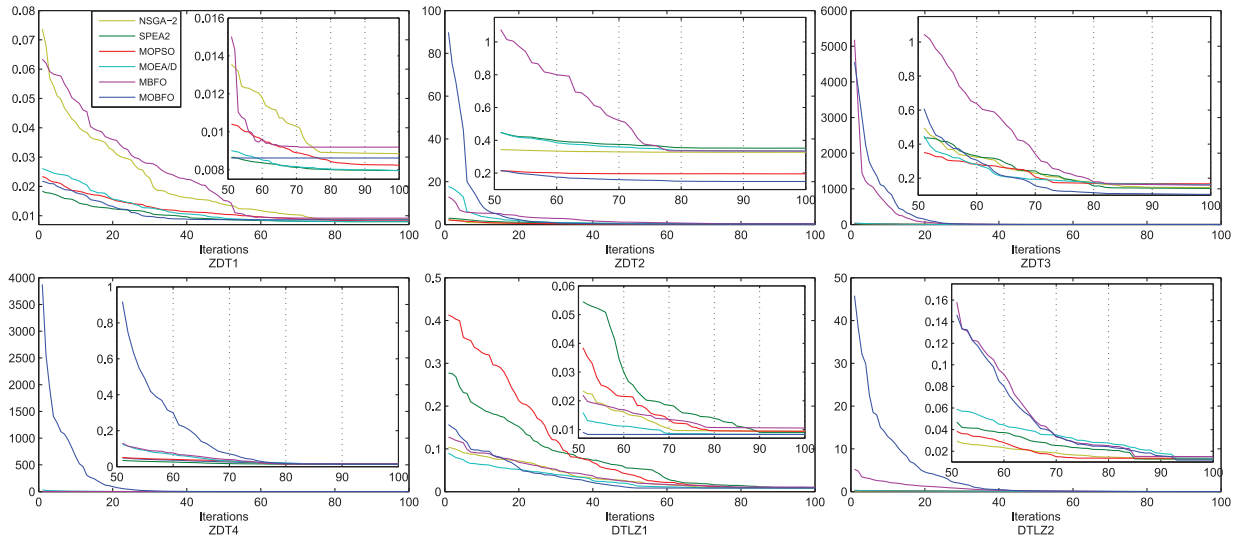 0.08
0.07
0.06
0.05
0.04
0.03
0.02
0.01
NSGA−2
SPEA2
MOPSO
MOEA/D
MBFO
MOBFO
0.016
0.014
0.012
0.01
0.008
50 60 70 80 90 100
0 20 40 60 80 100
Iterctions
ZDT1
100
80
60
40
20
0
1
0.8
0.6
0.4
0.2
50 60 70 80 90 100
0 20 40 60 80 100
Iterctions
ZDT2
6000
5000
4000
3000
2000
1000
0
1
0.8
0.6
0.4
0.2
50 60 70 80 90 100
0 20 40 60 80 100
Iterctions
ZDT3
4000
3500
3000
2500
2000
1500
1000
500
0
1
0.8
0.6
0.4
0.2
0
50 60 70 80 90 100
0 20 40 60 80 100
Iterctions
ZDT4
0.5
0.4
0.3
0.2
0.1
0
0.06
0.05
0.04
0.03
0.02
0.01
50 60 70 80 90 100
0 20 40 60 80 100
Iterctions
DTLZ1
50
40
30
20
10
0
0.16
0.14
0.12
0.1
0.08
0.06
0.04
0.02
50 60 70 80 90 100
0 20 40 60 80 100
Iterctions
DTLZ2